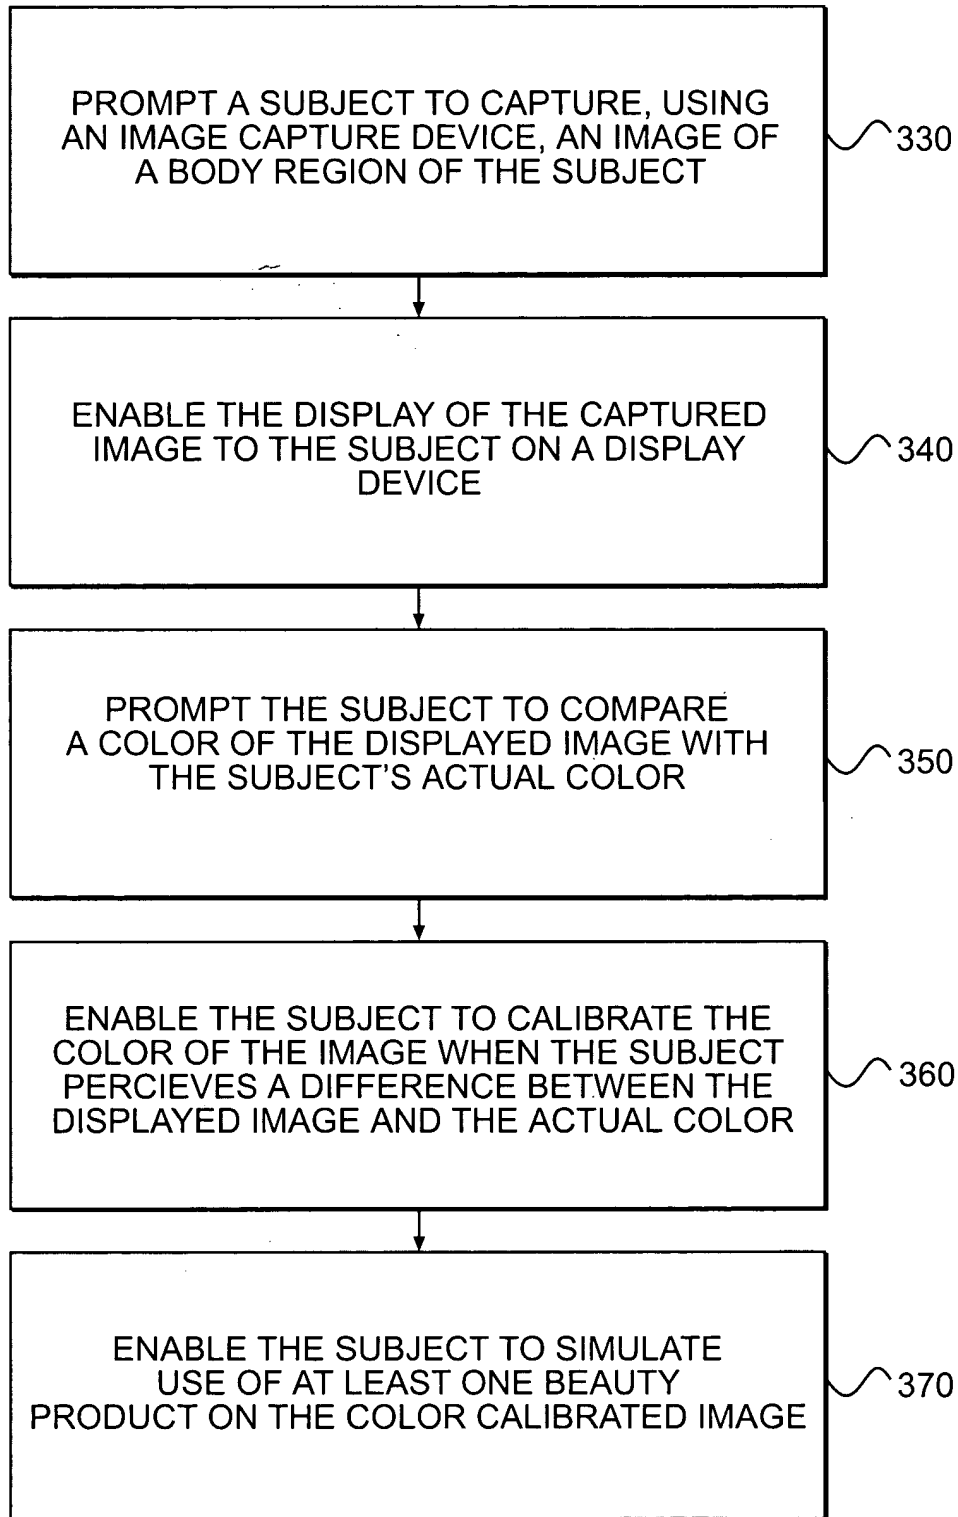 PROMPT A SUBJECT TO CAPTURE, USING
AN IMAGE CAPTURE DEVICE, AN IMAGE OF
A BODY REGION OF THE SUBJECT
330
ENABLE THE DISPLAY OF THE CAPTURED
IMAGE TO THE SUBJECT ON A DISPLAY
DEVICE
340
PROMPT THE SUBJECT TO COMPARE
A COLOR OF THE DISPLAYED IMAGE WITH
THE SUBJECT'S ACTUAL COLOR
350
ENABLE THE SUBJECT TO CALIBRATE THE
COLOR OF THE IMAGE WHEN THE SUBJECT
PERCIEVES A DIFFERENCE BETWEEN THE
DISPLAYED IMAGE AND THE ACTUAL COLOR
360
ENABLE THE SUBJECT TO SIMULATE
USE OF AT LEAST ONE BEAUTY
PRODUCT ON THE COLOR CALIBRATED IMAGE
370